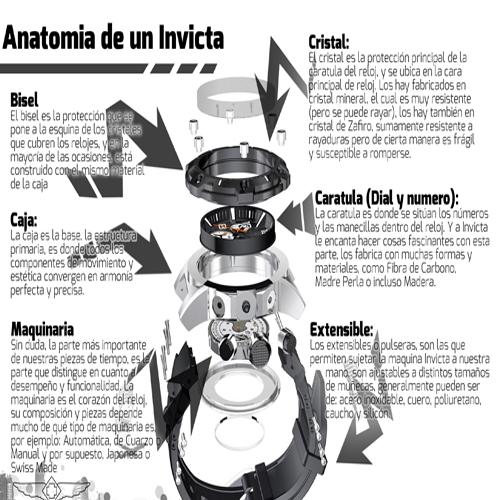 Anatomia de un Invicta
Bisel
El bisel es la protección que se
pone a la esquina de los cristales
que cubren los relojes, y en la
mayoría de las ocasiones, está
construido con el mismo material
de la caja
Caja:
La caja es la base, la estructura
primaria, es donde todos los
componentes de movimiento y
estética convergen en armonia
perfecta y precisa.
Maquinaria
Sin duda, la parte más importante
de nuestras piezas de tiempo, es la
parte que distingue en cuanto a
desempeño y funcionalidad. La
maquinaria es el corazón del reloj,
su composición y piezas depende
mucho de qué tipo de maquinaria es,
por ejemplo: Automática, de Cuarzo o
Manual y por supuesto, Japonesa o
Swiss Made
Cristal:
El cristal es la protección principal de la
carátula del reloj, y se ubica en la cara
principal de reloj. Los hay fabricados en
cristal mineral, el cual es muy resistente
(pero se puede rayar), los hay también en
cristal de Zafiro, sumamente resistente a
rayaduras pero de cierta manera es frágil
y susceptible a romperse.
Caratula (Dial y numero):
La caratula es donde se sitúan los números
y las manecillas dentro del reloj. Y a Invicta
le encanta hacer cosas fascinantes con esta
parte, los fabrica con muchas formas y
materiales, como Fibra de Carbono,
Madre Perla o incluso Madera.
Extensible:
Los extensibles o pulseras, son las que
permiten sujetar la maquina Invicta a nuestra
mano, son ajustables a distintos tamaños
de muñecas, generalmente pueden ser
de: acero inoxidable, cuero, poliuretano,
caucho y silicon.